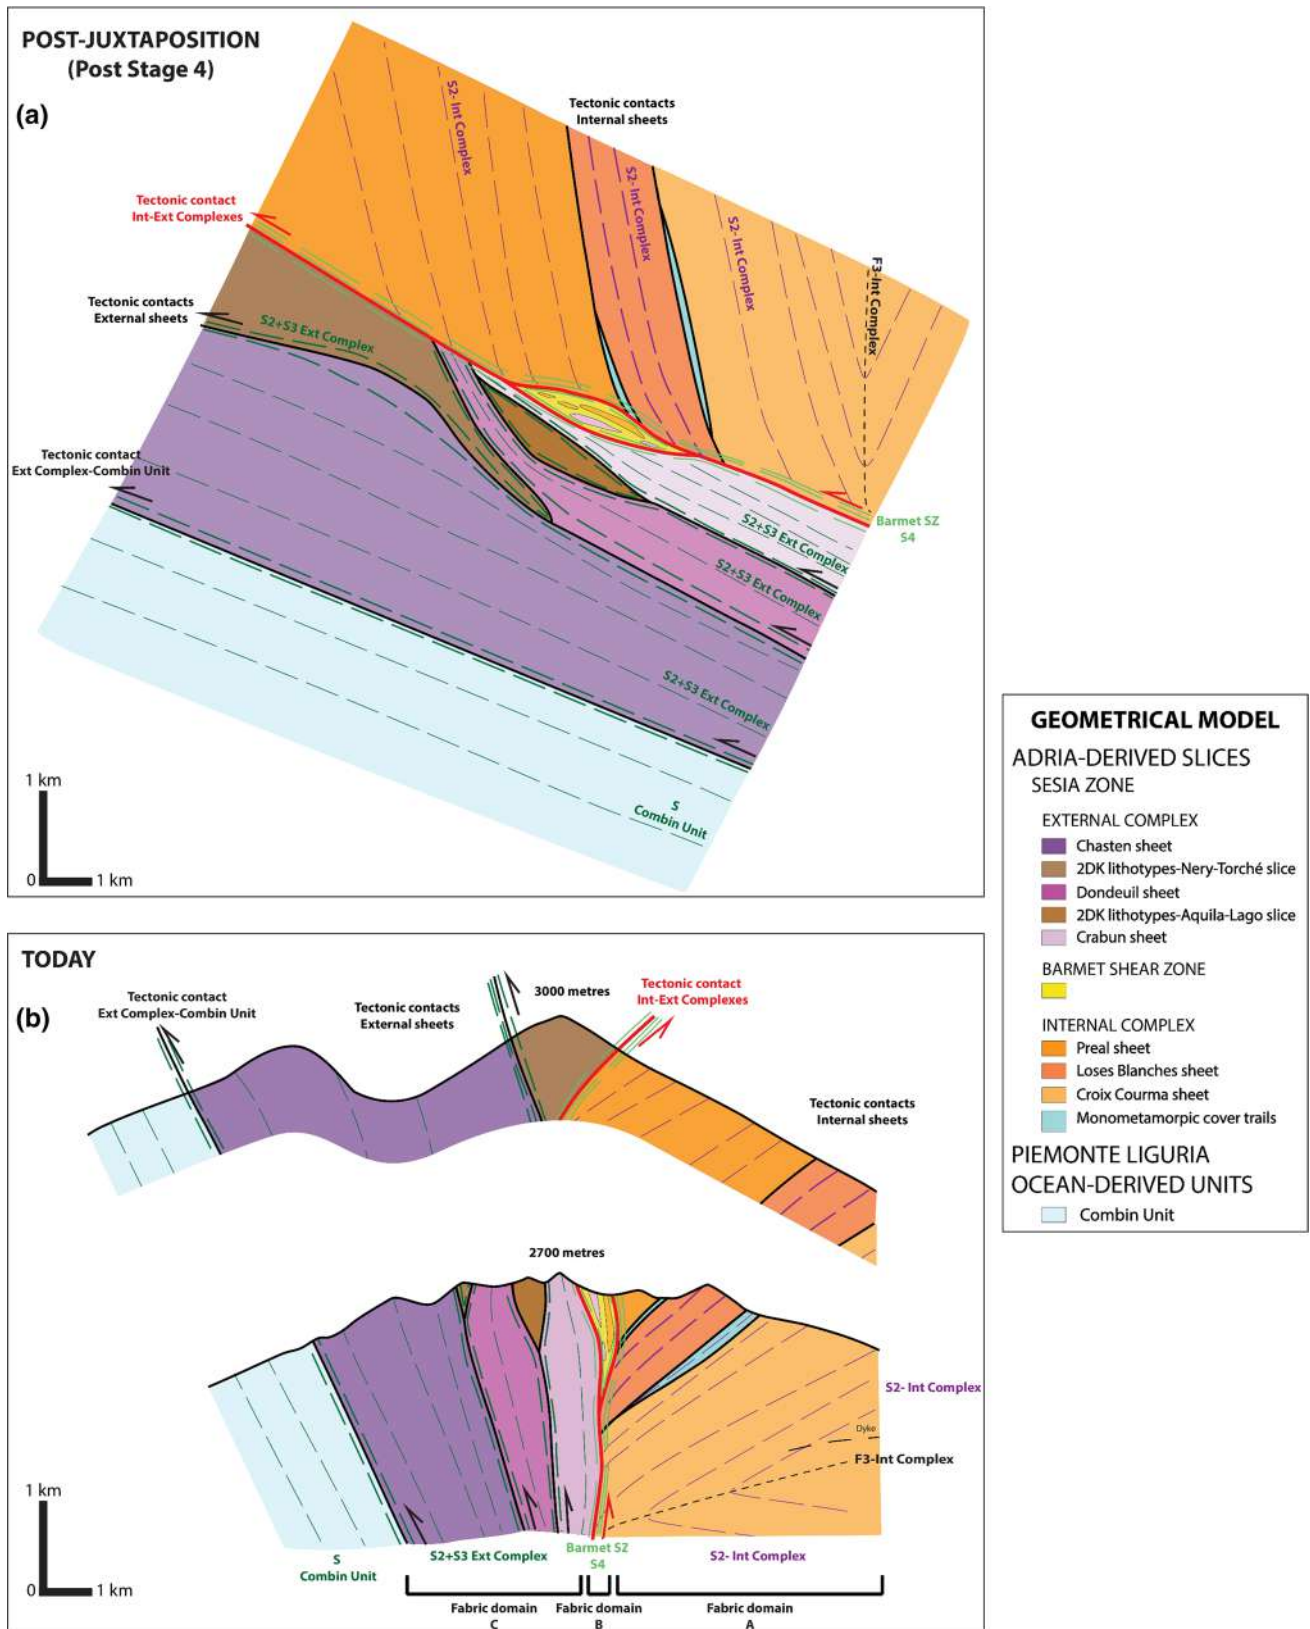 POST-JUXTAPOSITION
(Post Stage 4)
(a)
S2- Int Complex
Tectonic contacts
Internal sheets
S2- Int Complex
S2- Int Complex
F3-Int Complex
Tectonic contact
Int-Ext Complexes
Tectonic contacts
External sheets
S2+S3 Ext Complex
Tectonic contact
Ext Complex-Combin Unit
Barmet SZ
S4
S2+S3 Ext Complex
S2+S3 Ext Complex
S2+S3 Ext Complex
S
Combin Unit
1 km
0
1 km
GEOMETRICAL MODEL
ADRIA-DERIVED SLICES
SESIA ZONE
EXTERNAL COMPLEX
Chasten sheet
2DK lithotypes-Nery-Torché slice
Dondeuil sheet
2DK lithotypes-Aquila-Lago slice
Crabun sheet
BARMET SHEAR ZONE
INTERNAL COMPLEX
Preal sheet
Loses Blanches sheet
Croix Courma sheet
Monometamorpic cover trails
PIEMONTE LIGURIA
OCEAN-DERIVED UNITS
Combin Unit
TODAY
(b)
Tectonic contact
Ext Complex-Combin Unit
Tectonic contacts
External sheets
3000 metres
Tectonic contact
Int-Ext Complexes
Tectonic contacts
Internal sheets
2700 metres
S2- Int Complex
Dyke
F3-Int Complex
1 km
0
1 km
S
Combin Unit
S2+S3 Ext Complex
Barmet SZ
S4
S2- Int Complex
Fabric domain
C
Fabric domain
B
Fabric domain
A